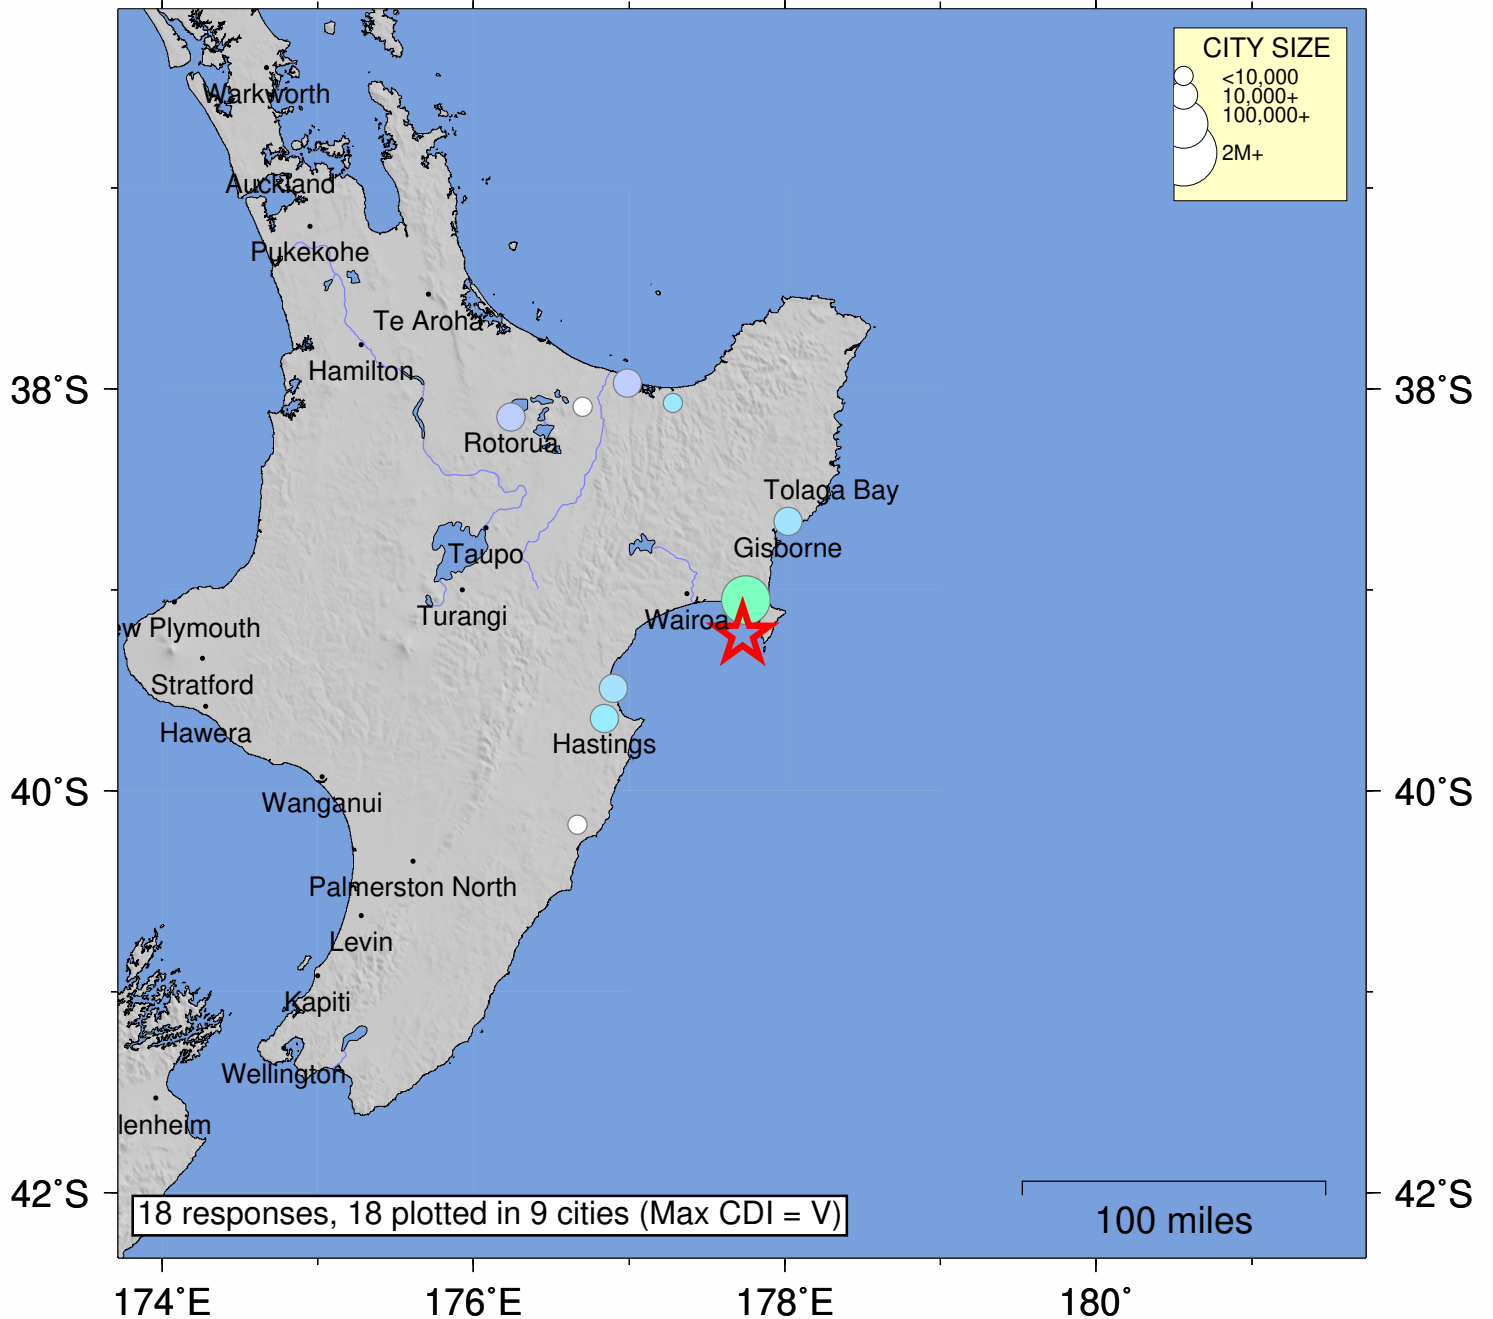 CITY SIZE
<10,000
10,000+
100,000+
2M+
Warkworth
Auckland
Pukekohe
Te Aroha
Hamilton
38˚S
38˚S
Rotorua
Tolaga Bay
Gisborne
Taupo
Turangi
Wairoa
ew Plymouth
Stratford
Hawera
Hastings
40˚S
40˚S
Wanganui
Palmerston North
Levin
Kapiti
Wellington
lenheim
42˚S
42˚S
18 responses, 18 plotted in 9 cities (Max CDI = V)
100 miles
174˚E
176˚E
178˚E
180˚